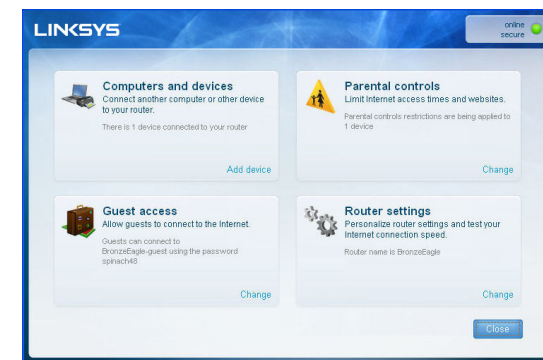 LINKSYS
online
secure
Computers and devices
Connect another computer or other device
to your router.
There is 1 device connected to your router
Add device
Parental controls
Limit Internet access times and websites.
Parental controls restrictions are being applied to
1 device
Change
Guest access
Allow guests to connect to the Internet.
Guests can connect to
BronzeEagle-guest using the password
spinach48
Change
Router settings
Personalize router settings and test your
Internet connection speed.
Router name is BronzeEagle
Change
Close